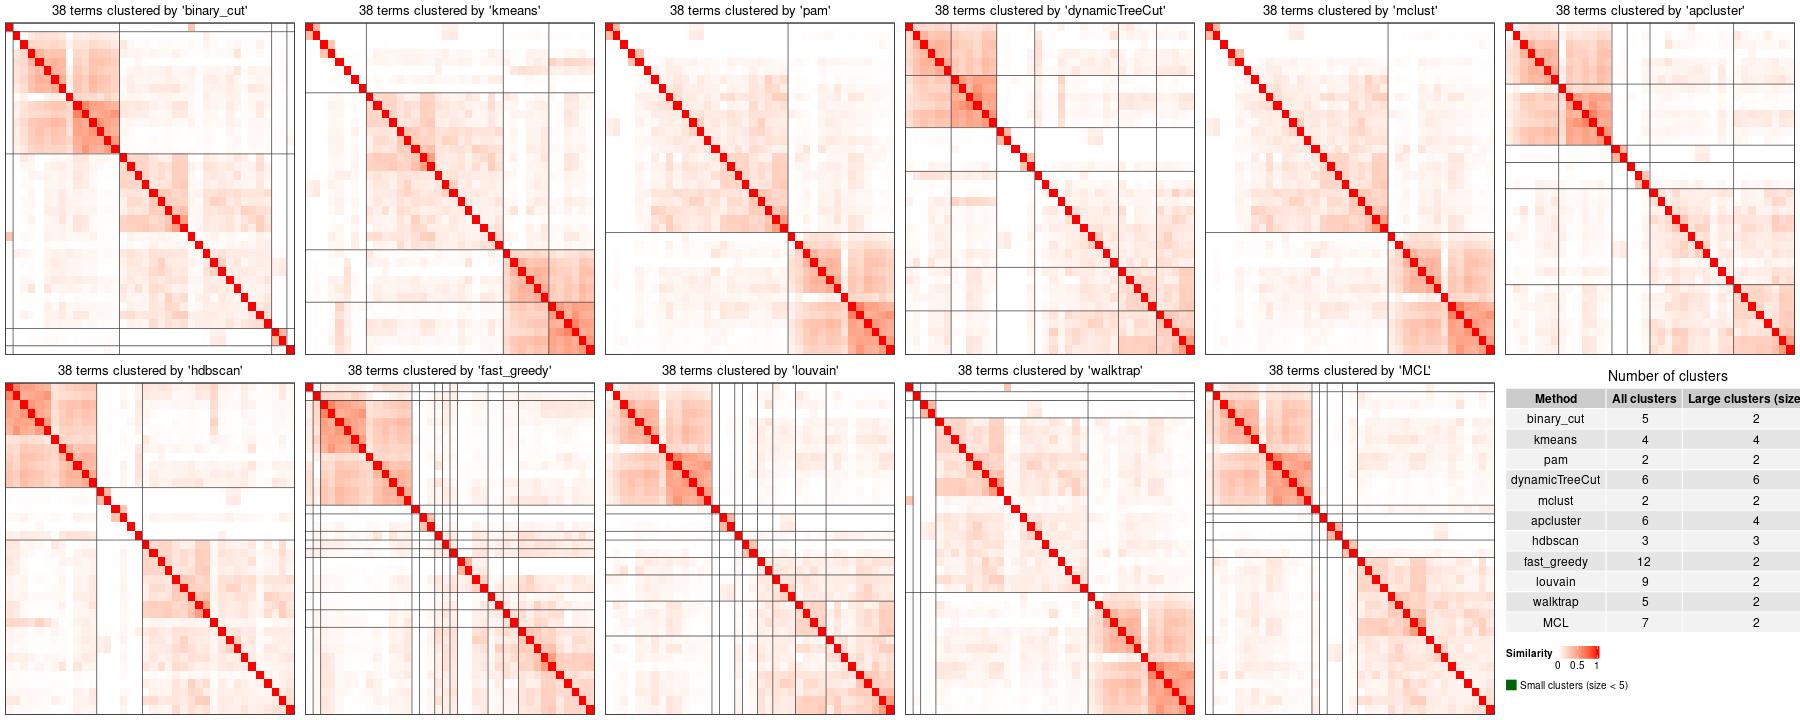 38 terms clustered by 'binary_cut'
38 terms clustered by 'kmeans'
38 terms clustered by 'pam'
38 terms clustered by 'dynamicTreeCut'
38 terms clustered by 'mclust'
38 terms clustered by 'apcluster'
38 terms clustered by 'hdbscan'
38 terms clustered by 'fast_greedy'
38 terms clustered by 'louvain'
38 terms clustered by 'walktrap'
38 terms clustered by 'MCL'
Number of clusters
Method All clusters Large clusters (size
binary_cut 5 2
kmeans 4 4
pam 2 2
dynamicTreeCut 6 6
mclust 2 2
apcluster 6 4
hdbscan 3 3
fast_greedy 12 2
louvain 9 2
walktrap 5 2
MCL 7 2
Similarity
0 0.5 1
Small clusters (size < 5)